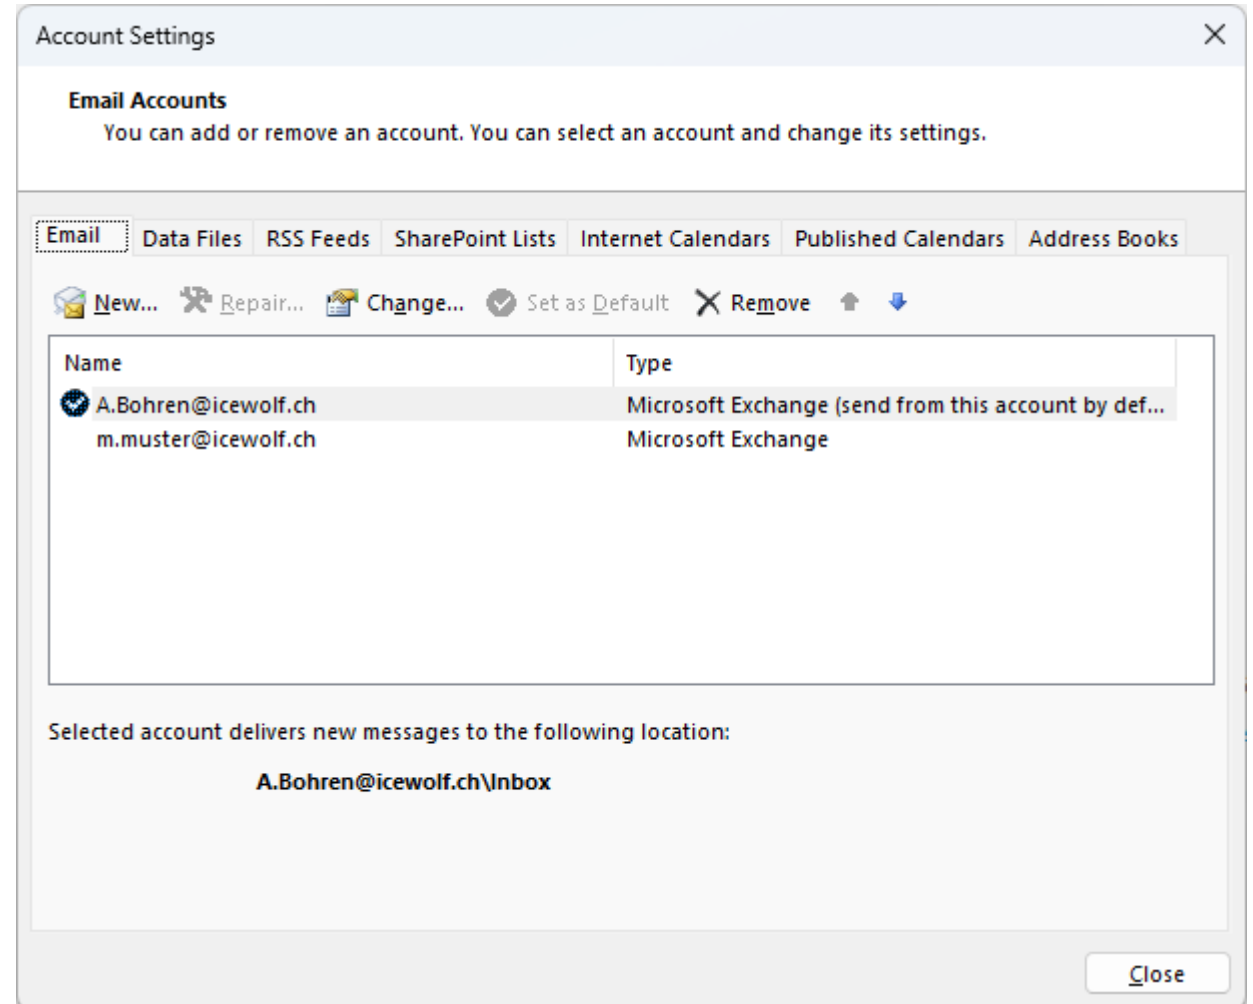 Account Settings
Email Accounts
You can add or remove an account. You can select an account and change its settings.
Email Data Files RSS Feeds SharePoint Lists Internet Calendars Published Calendars Address Books
New... Repair... Change... Set as Default Remove
Name Type
A.Bohren@icewolf.ch Microsoft Exchange (send from this account by def...
m.muster@icewolf.ch Microsoft Exchange
Selected account delivers new messages to the following location:
A.Bohren@icewolf.ch\Inbox
Close